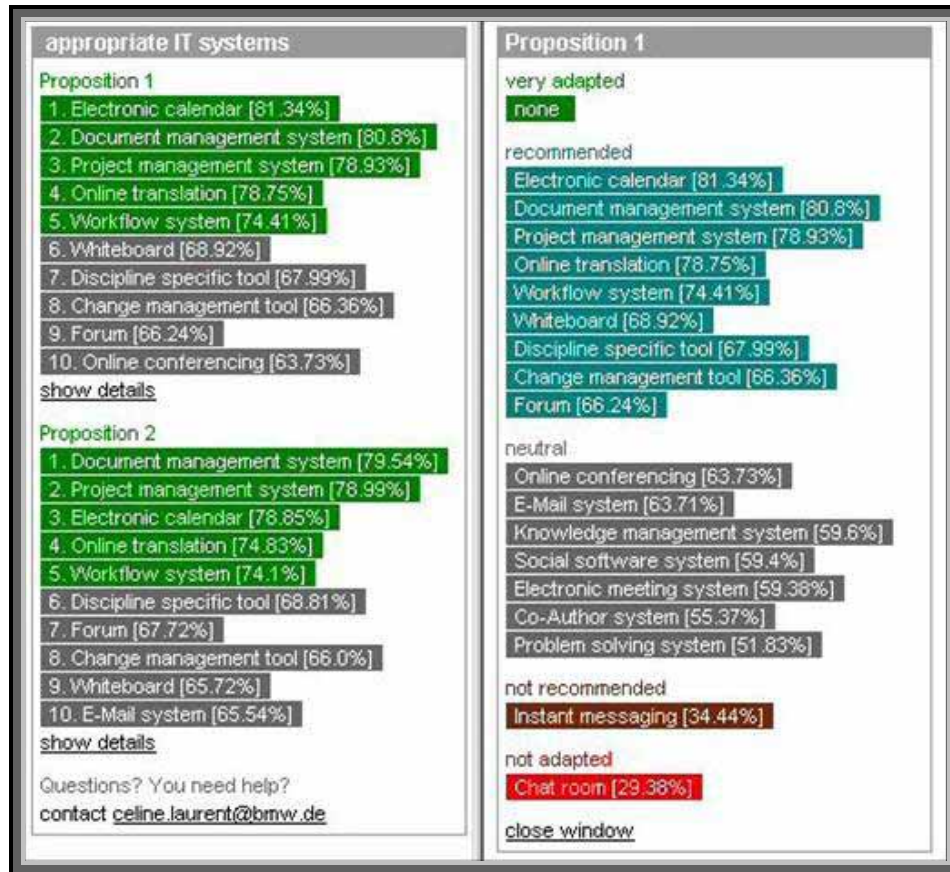 appropriate IT systems
Proposition 1
1. Electronic calendar [81.34%]
2. Document management system [80.8%]
3. Project management system [78.93%]
4. Online translation [78.75%]
5. Workflow system [74.41%]
6. Whiteboard [68.92%]
7. Discipline specific tool [67.99%]
8. Change management tool [66.36%]
9. Forum [66.24%]
10. Online conferencing [63.73%]
show details
Proposition 2
1. Document management system [79.54%]
2. Project management system [78.99%]
3. Electronic calendar [78.85%]
4. Online translation [74.83%]
5. Workflow system [74.1%]
6. Discipline specific tool [68.81%]
7. Forum [67.72%]
8. Change management tool [66.0%]
9. Whiteboard [65.72%]
10. E-Mail system [65.54%]
show details
Questions? You need help?
contact celine.laurent@bmw.de
Proposition 1
very adapted
none
recommended
Electronic calendar [81.34%]
Document management system [80.8%]
Project management system [78.93%]
Online translation [78.75%]
Workflow system [74.41%]
Whiteboard [68.92%]
Discipline specific tool [67.99%]
Change management tool [66.36%]
Forum [66.24%]
neutral
Online conferencing [63.73%]
E-Mail system [63.71%]
Knowledge management system [59.6%]
Social software system [59.4%]
Electronic meeting system [59.38%]
Co-Author system [55.37%]
Problem solving system [51.83%]
not recommended
Instant messaging [34.44%]
not adapted
Chat room [29.38%]
close window